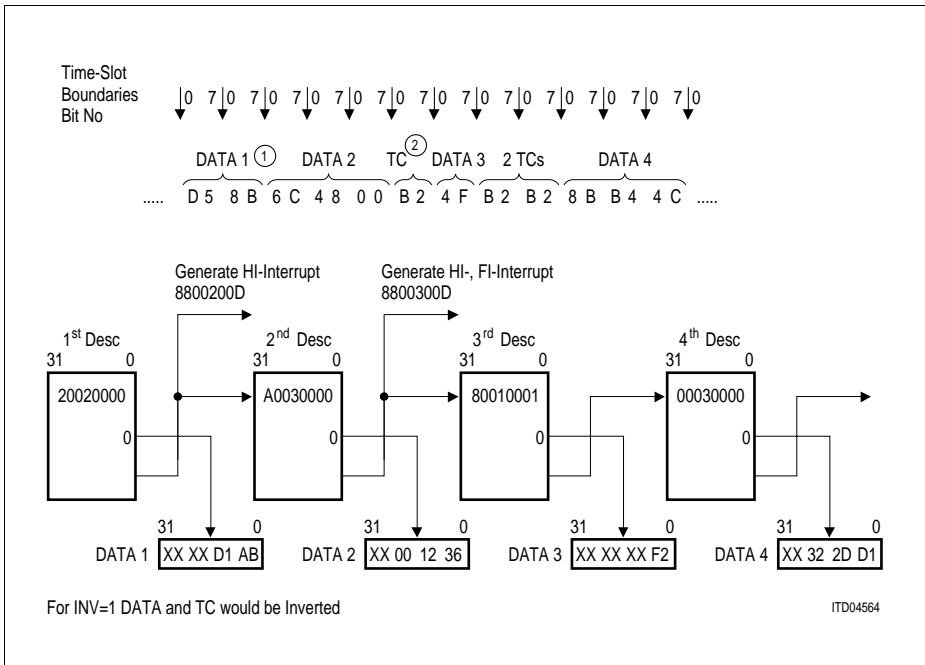 Time-Slot
Boundaries
Bit No
0 7 0 7 0 7 0 7 0 7 0 7 0 7 0 7 0 7 0 7 0 7 0 7 0
DATA 1 1 DATA 2 TC 2 DATA 3 2 TCs DATA 4
..... D 5 8 B 6 C 4 8 0 0 B 2 4 F B 2 B 2 8 B B 4 4 C .....
Generate HI-Interrupt
8800200D
Generate HI-, FI-Interrupt
8800300D
1st Desc
31 0
20020000
0
2nd Desc
31 0
A0030000
0
3rd Desc
31 0
80010001
0
4th Desc
31 0
00030000
0
31 0
DATA 1 XX XX D1 AB
31 0
DATA 2 XX 00 12 36
31 0
DATA 3 XX XX XX F2
31 0
DATA 4 XX 32 2D D1
For INV=1 DATA and TC would be Inverted
ITD04564